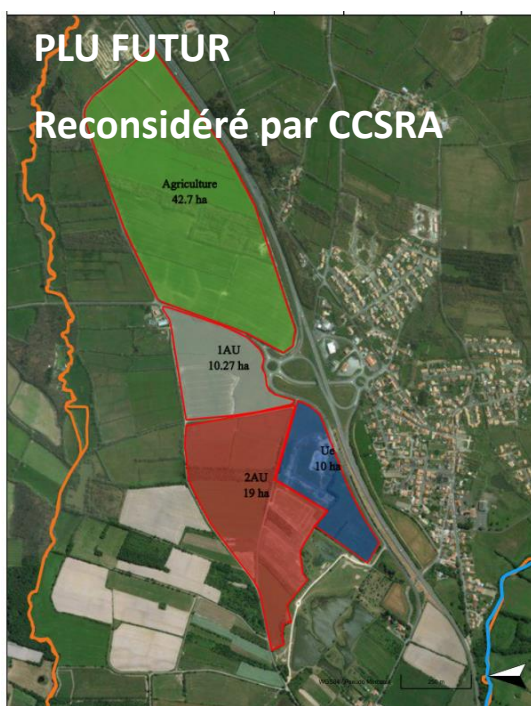 PLU FUTUR
Reconsidéré par CCSRA
Agriculture
42.7 ha
1AU
10.27 ha
Ue
10 ha
2AU
19 ha